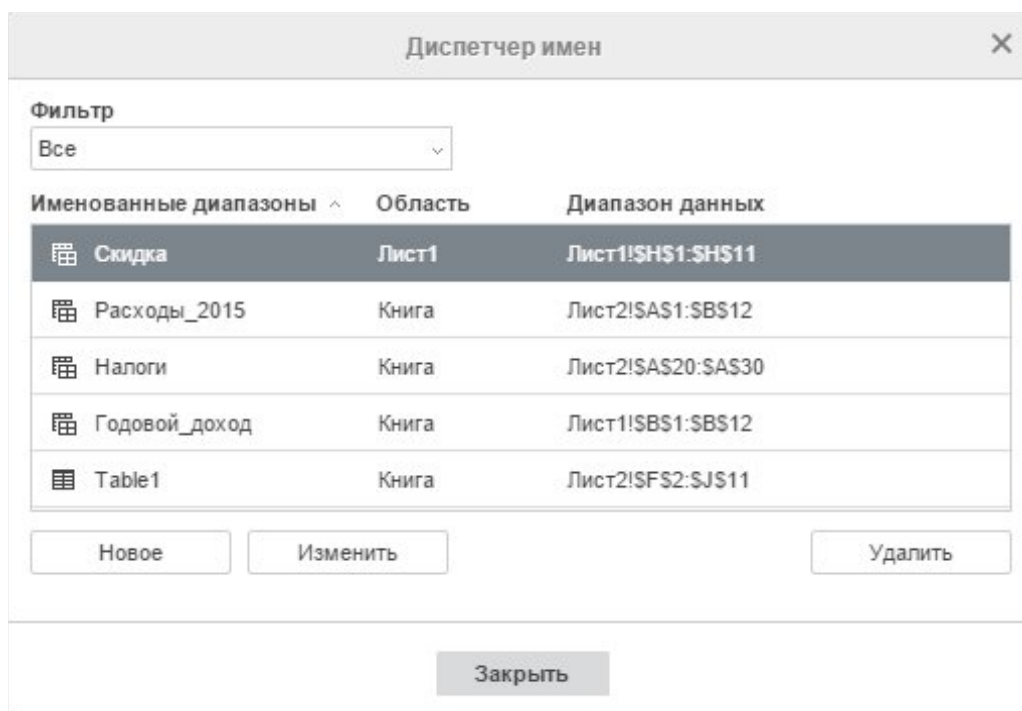 Диспетчер имен
Фильтр
Все
Именованные диапазоны Область Диапазон данных
Скидка Лист1 Лист1!$H$1:$H$11
Расходы_2015 Книга Лист2!$A$1:$B$12
Налоги Книга Лист2!$A$20:$A$30
Годовой_доход Книга Лист1!$B$1:$B$12
Table1 Книга Лист2!$F$2:$J$11
Новое Изменить Удалить
Закрыть